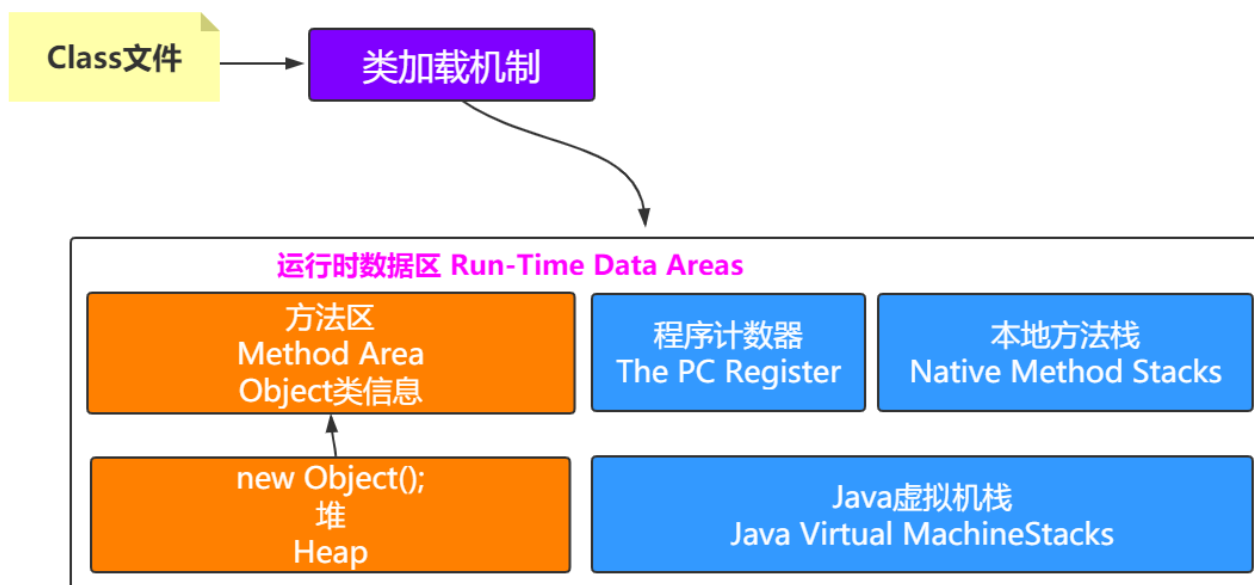 Class文件
类加载机制
运行时数据区 Run-Time Data Areas
方法区
Method Area
Object类信息
程序计数器
The PC Register
本地方法栈
Native Method Stacks
new Object();
堆
Heap
Java虚拟机栈
Java Virtual MachineStacks